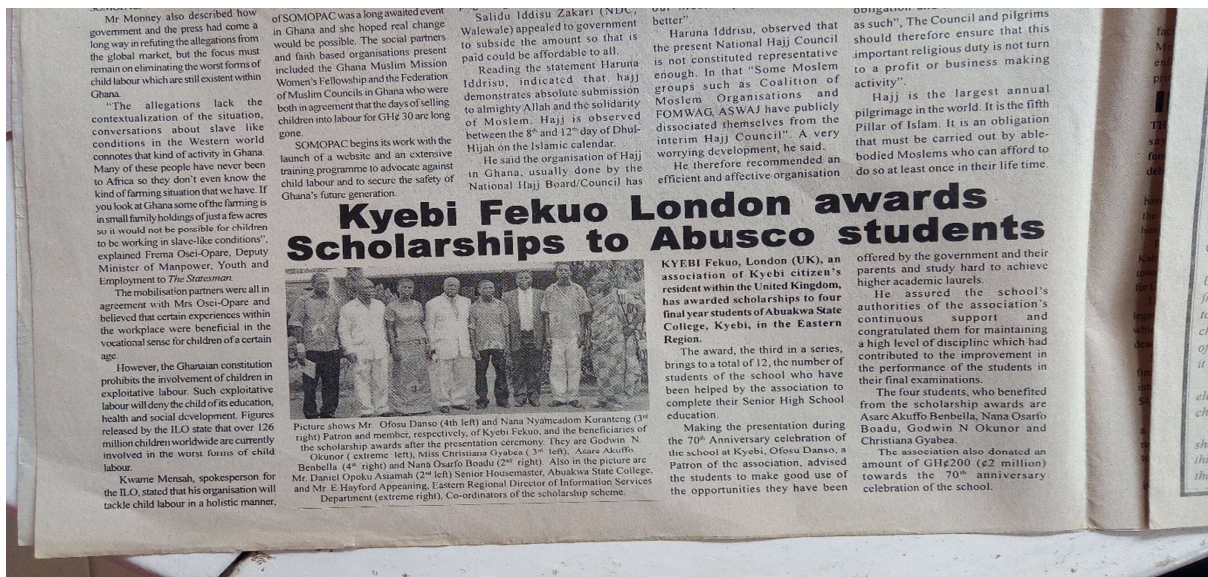 Mr Monney also described how
government and the press had come a
long way in refuting the allegations from
the global market, but the focus must
remain on eliminating the worst forms of
child labour which are still existent within
Ghana.
"The allegations lack the
contextualization of the situation,
conversations about slave like
conditions in the Western world
connotes that kind of activity in Ghana.
Many of these people have never been
to Africa so they don't even know the
kind of farming situation that we have. If
you look at Ghana some of the farming is
in small family holdings of just a few acres
so it would not be possible for children
to be working in slave-like conditions",
explained Frema Osei-Opare, Deputy
Minister of Manpower, Youth and
Employment to The Statesman.
The mobilisation partners were all in
agreement with Mrs Osei-Opare and
believed that certain experiences within
the workplace were beneficial in the
vocational sense for children of a certain
age.
However, the Ghanaian constitution
prohibits the involvement of children in
exploitative labour. Such exploitative
labour will deny the child of its education,
health and social development. Figures
released by the ILO state that over 126
million children worldwide are currently
involved in the worst forms of child
labour.
Kwame Mensah, spokesperson for
the ILO, stated that his organisation will
tackle child labour in a holistic manner,
of SOMOPAC was a long awaited event
in Ghana and she hoped real change
would be possible. The social partners
and faith based organisations present
included the Ghana Muslim Mission
Women's Fellowship and the Federation
of Muslim Councils in Ghana who were
both in agreement that the days of selling
children into labour for GH¢ 30 are long
gone.
SOMOPAC begins its work with the
launch of a website and an extensive
training programme to advocate against
child labour and to secure the safety of
Ghana's future generation.
Salidu Iddisu Zakari (NDC,
Walewale) appealed to government
to subside the amount so that is
paid could be affordable to all.
Reading the statement Haruna
Iddrisu, indicated that hajj
demonstrates absolute submission
to almighty Allah and the solidarity
of Moslem. Hajj is observed
between the 8th and 12th day of Dhul-
Hijah on the Islamic calendar.
He said the organisation of Hajj
in Ghana, usually done by the
National Hajj Board/Council has
better".
Haruna Iddrisu, observed that
the present National Hajj Council
is not constituted representative
enough. In that "Some Moslem
groups such as Coalition of
Moslem Organisations and
FOMWAG, ASWAJ have publicly
dissociated themselves from the
interim Hajj Council". A very
worrying development, he said.
He therefore recommended an
efficient and affective organisation
as such", The Council and pilgrims
should therefore ensure that this
important religious duty is not turn
to a profit or business making
activity".
Hajj is the largest annual
pilgrimage in the world. It is the fifth
Pillar of Islam. It is an obligation
that must be carried out by able-
bodied Moslems who can afford to
do so at least once in their life time.
Kyebi Fekuo London awards
Scholarships to Abusco students
Picture shows Mr. Ofosu Danso (4th left) and Nana Nyamedom Koranteng (3rd
right) Patron and member, respectively, of Kyebi Fekuo, and the beneficiaries of
the scholarship awards after the presentation ceremony. They are Godwin N.
Okunor ( extreme left), Miss Christiana Gyabea ( 3rd left), Asare Akuffo
Benbella (4th right) and Nana Osarfo Boadu (2nd right). Also in the picture are
Mr. Daniel Opoku Asiamah (2nd left) Senior Housemaster, Abuakwa State College,
and Mr. E Hayford Appeaning, Eastern Regional Director of Information Services
Department (extreme right), Co-ordinators of the scholarship scheme.
KYEBI Fekuo, London (UK), an
association of Kyebi citizen's
resident within the United Kingdom,
has awarded scholarships to four
final year students of Abuakwa State
College, Kyebi, in the Eastern
Region.
The award, the third in a series,
brings to a total of 12, the number of
students of the school who have
been helped by the association to
complete their Senior High School
education.
Making the presentation during
the 70th Anniversary celebration of
the school at Kyebi, Ofosu Danso, a
Patron of the association, advised
the students to make good use of
the opportunities they have been
offered by the government and their
parents and study hard to achieve
higher academic laurels.
He assured the school's
authorities of the association's
continuous support and
congratulated them for maintaining
a high level of discipline which had
contributed to the improvement in
the performance of the students in
their final examinations.
The four students, who benefited
from the scholarship awards are
Asare Akuffo Benbella, Nana Osarfo
Boadu, Godwin N Okunor and
Christiana Gyabea.
The association also donated an
amount of GH¢200 (¢2 million)
towards the 70th anniversary
celebration of the school.